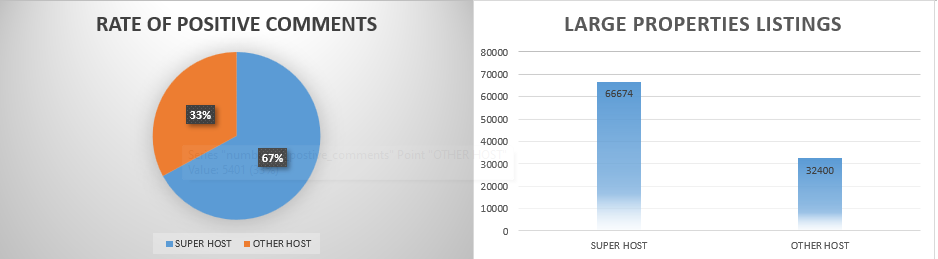 RATE OF POSITIVE COMMENTS
33%
67%
SUPER HOST
OTHER HOST
LARGE PROPERTIES LISTINGS
80000
70000
60000
50000
40000
30000
20000
10000
0
66674
32400
SUPER HOST
OTHER HOST